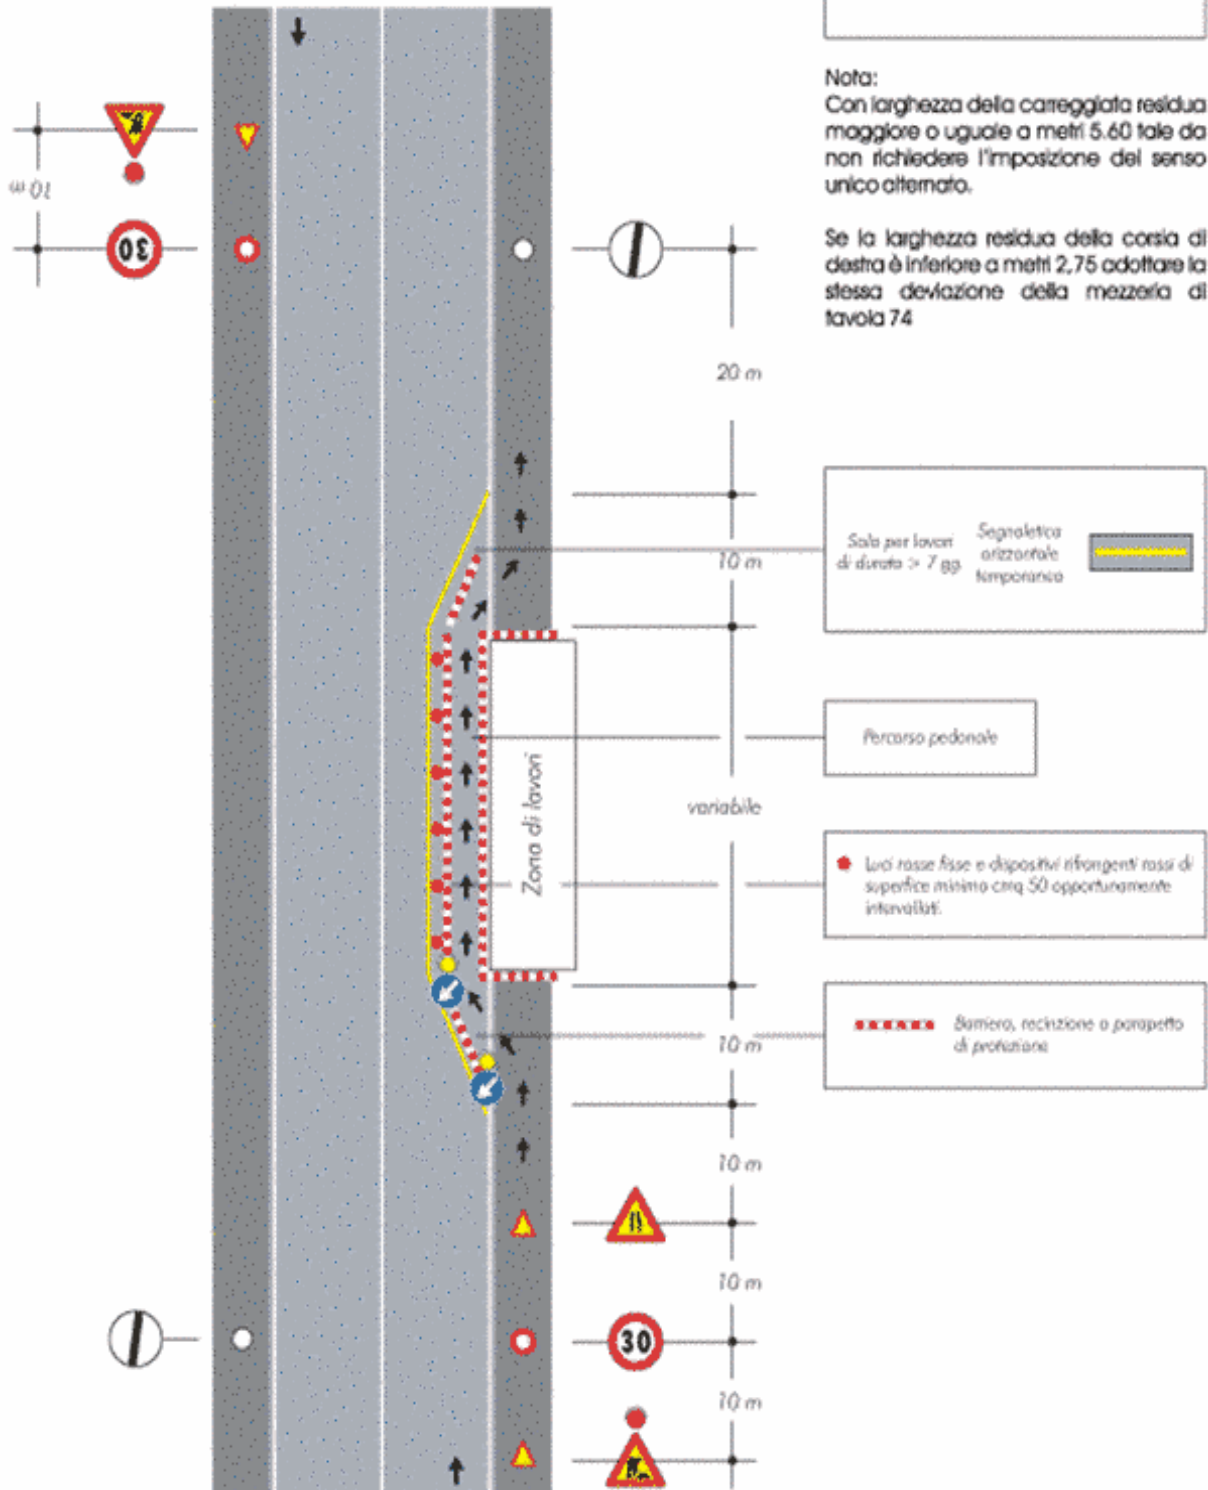 Nota:
Con larghezza della carreggiata residua
maggiore o uguale a metri 5.60 tale da
non richiedere l'imposizione del senso
unico alternato.
Se la larghezza residua della corsia di
destra è inferiore a metri 2,75 adottare la
stessa deviazione della mezzeria di
tavola 74
10 m
30
20 m
10 m
Solo per lavori
di durata > 7 gg.
Segnaletica
orizzontale
temporanea
Percorso pedonale
variabile
Zona di lavori
Luci rosse fisse e dispositivi rifrangenti rossi di
superfice minima cmq 50 opportunamente
intervallati.
Barriera, recinzione o parapetto
di protezione
10 m
10 m
10 m
30
10 m